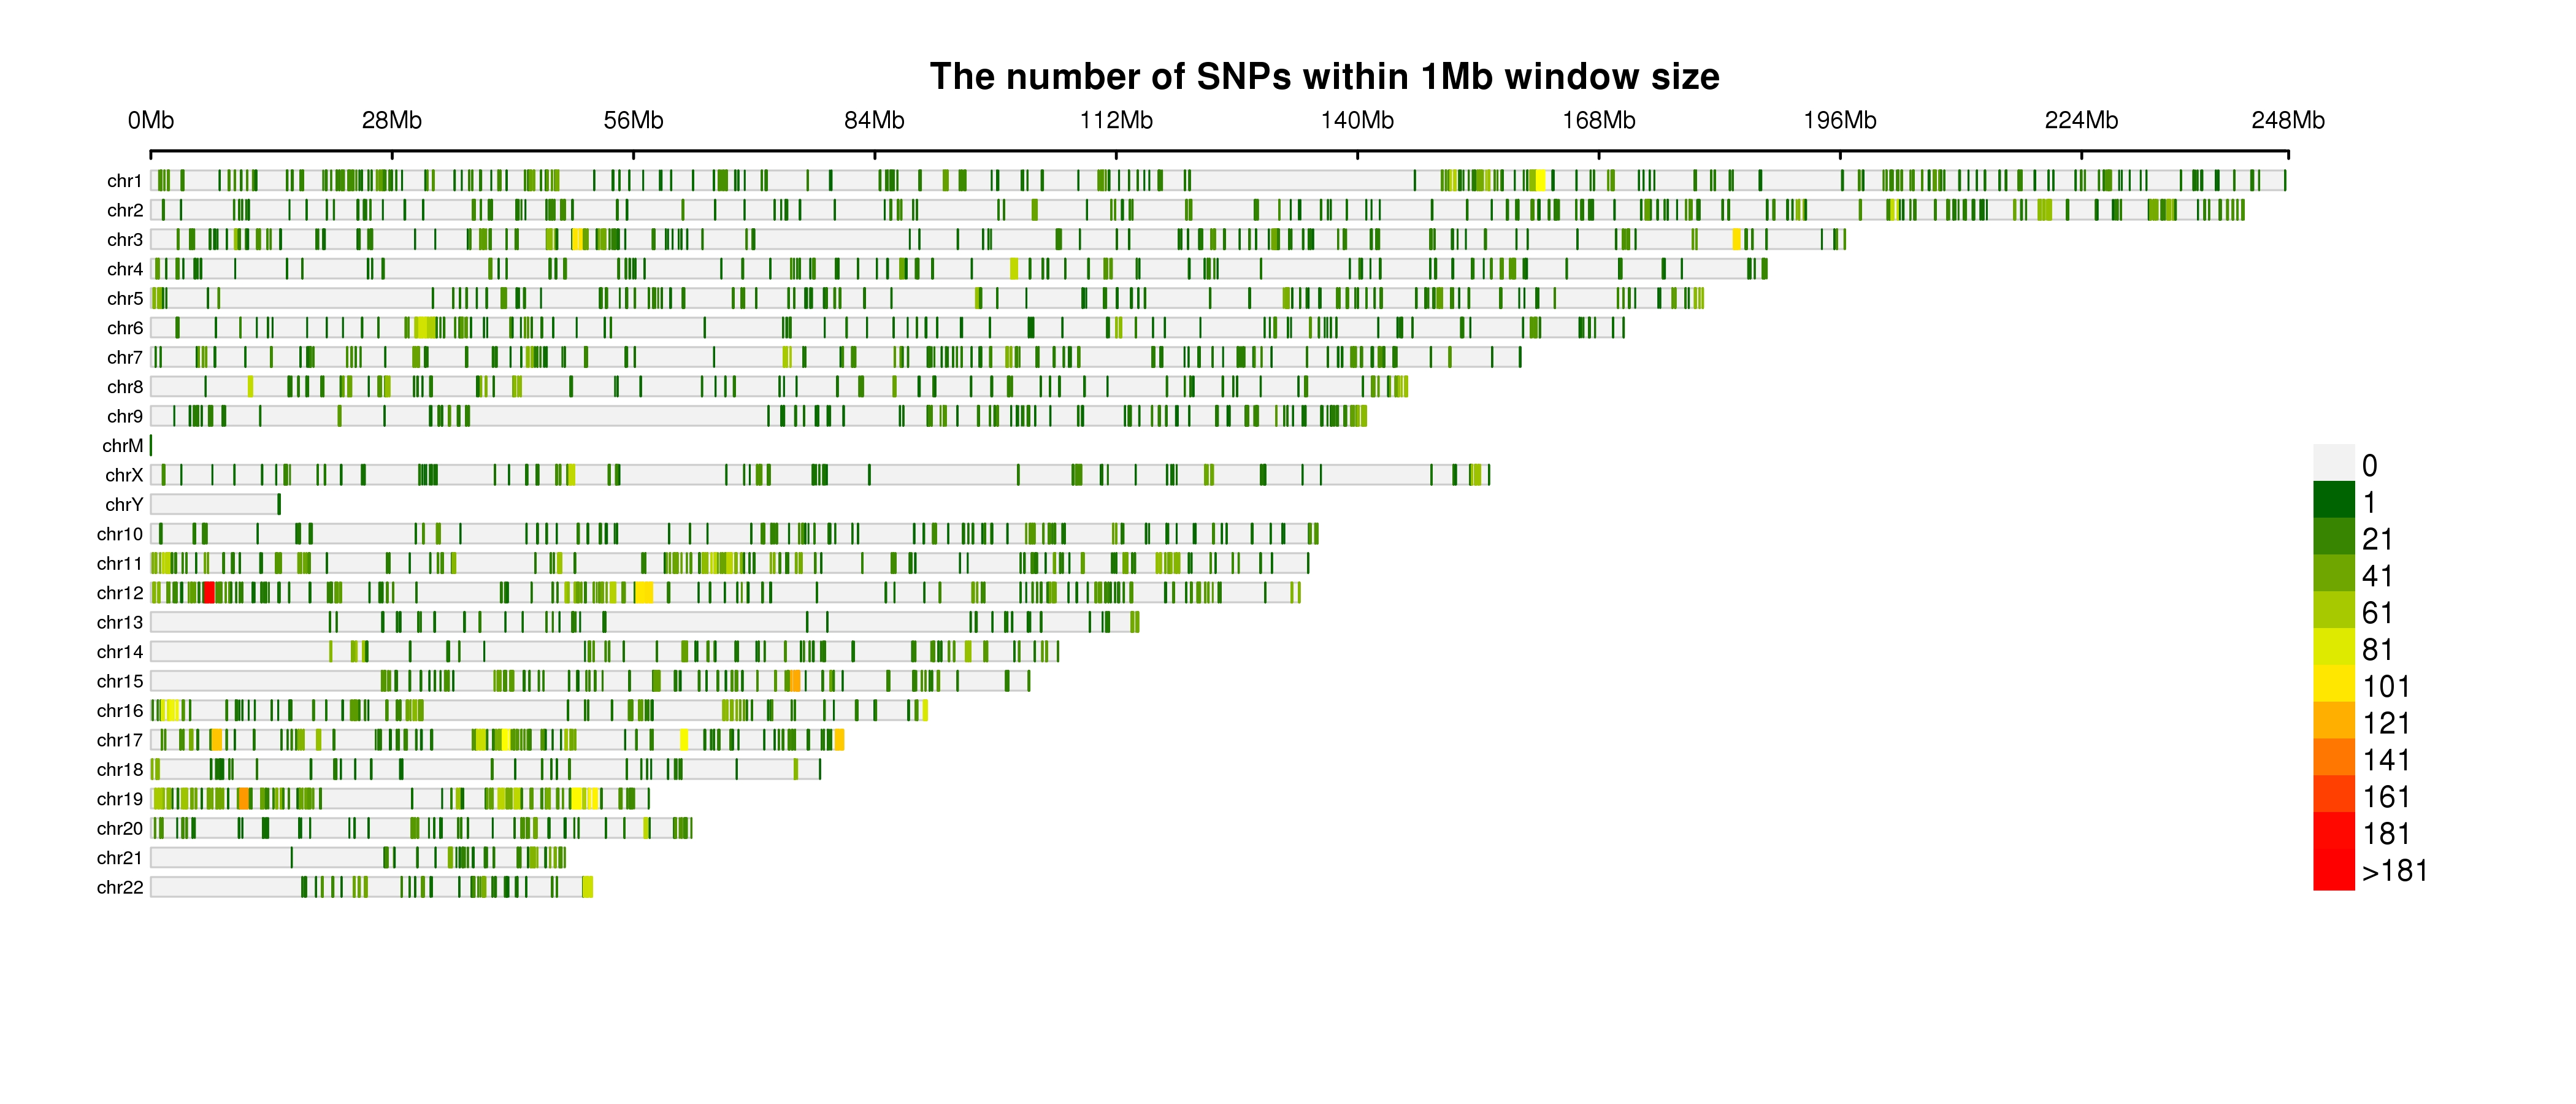 The number of SNPs within 1Mb window size
0Mb 28Mb 56Mb 84Mb 112Mb 140Mb 168Mb 196Mb 224Mb 248Mb
chr1
chr2
chr3
chr4
chr5
chr6
chr7
chr8
chr9
chrM
chrX
chrY
chr10
chr11
chr12
chr13
chr14
chr15
chr16
chr17
chr18
chr19
chr20
chr21
chr22
0
1
21
41
61
81
101
121
141
161
181
>181